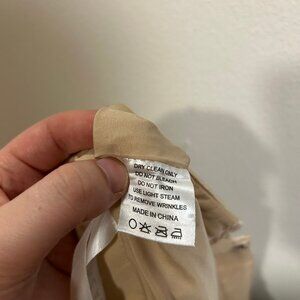 DRY CLEAN ONLY
DO NOT BLEACH
DO NOT IRON
USE LIGHT STEAM
TO REMOVE WRINKLES
MADE IN CHINA